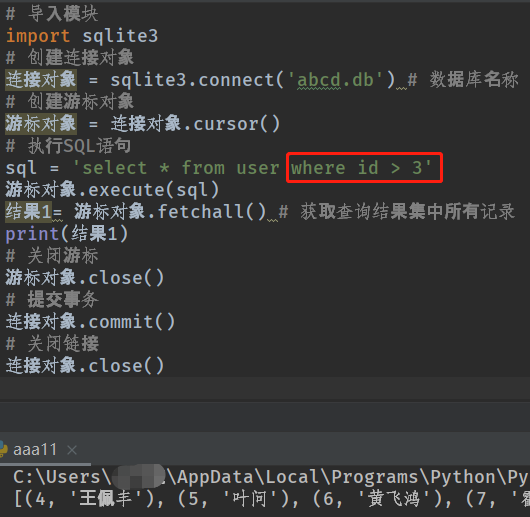 # 导入模块
import sqlite3
# 创建连接对象
连接对象 = sqlite3.connect('abcd.db') # 数据库名称
# 创建游标对象
游标对象 = 连接对象.cursor()
# 执行SQL语句
sql = 'select * from user where id > 3'
游标对象.execute(sql)
结果1= 游标对象.fetchall() # 获取查询结果集中所有记录
print(结果1)
# 关闭游标
游标对象.close()
# 提交事务
连接对象.commit()
# 关闭链接
连接对象.close()
aaa11
C:\Users\ \AppData\Local\Programs\Python\Py
[(4, '王佩丰'), (5, '叶问'), (6, '黄飞鸿'), (7, '